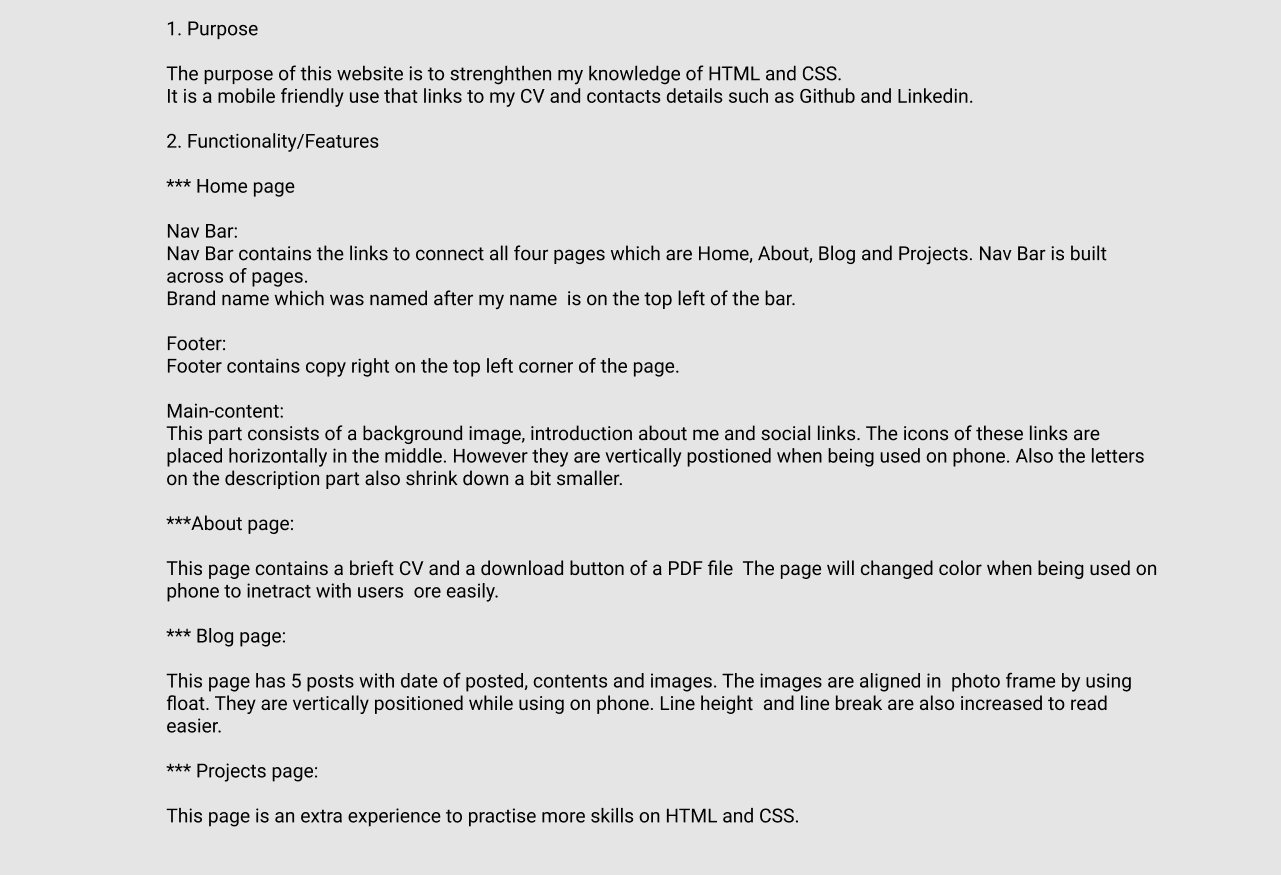 1. Purpose
The purpose of this website is to strenghthen my knowledge of HTML and CSS.
It is a mobile friendly use that links to my CV and contacts details such as Github and Linkedin.
2. Functionality/Features
*** Home page
Nav Bar:
Nav Bar contains the links to connect all four pages which are Home, About, Blog and Projects. Nav Bar is built
across of pages.
Brand name which was named after my name  is on the top left of the bar.
Footer:
Footer contains copy right on the top left corner of the page.
Main-content:
This part consists of a background image, introduction about me and social links. The icons of these links are
placed horizontally in the middle. However they are vertically postioned when being used on phone. Also the letters
on the description part also shrink down a bit smaller.
***About page:
This page contains a brieft CV and a download button of a PDF file  The page will changed color when being used on
phone to inetract with users  ore easily.
*** Blog page:
This page has 5 posts with date of posted, contents and images. The images are aligned in  photo frame by using
float. They are vertically positioned while using on phone. Line height  and line break are also increased to read
easier.
*** Projects page:
This page is an extra experience to practise more skills on HTML and CSS.